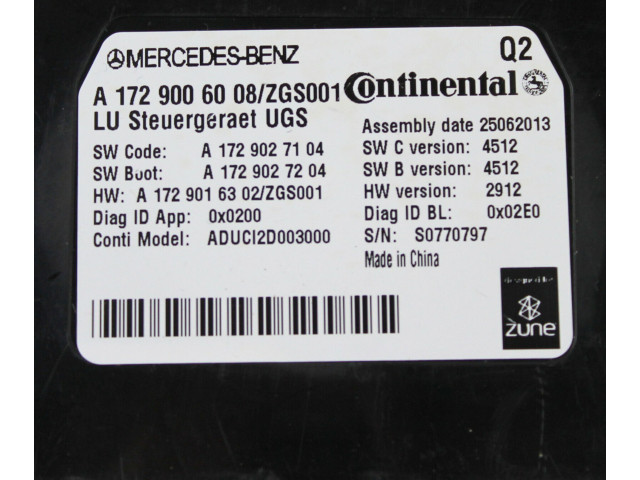 MERCEDES-BENZ
Q2
A 172 900 60 08/ZGS001
Continental
LU Steuergeraet UGS
Assembly date 25062013
SW Code: A 172 902 71 04
SW C version: 4512
SW Boot: A 172 902 72 04
SW B version: 4512
HW: A 172 901 63 02/ZGS001
HW version: 2912
Diag ID App: 0x0200
Diag ID BL: 0x02E0
Conti Model: ADUCI2D003000
S/N: S0770797
Made in China
designed for
zune